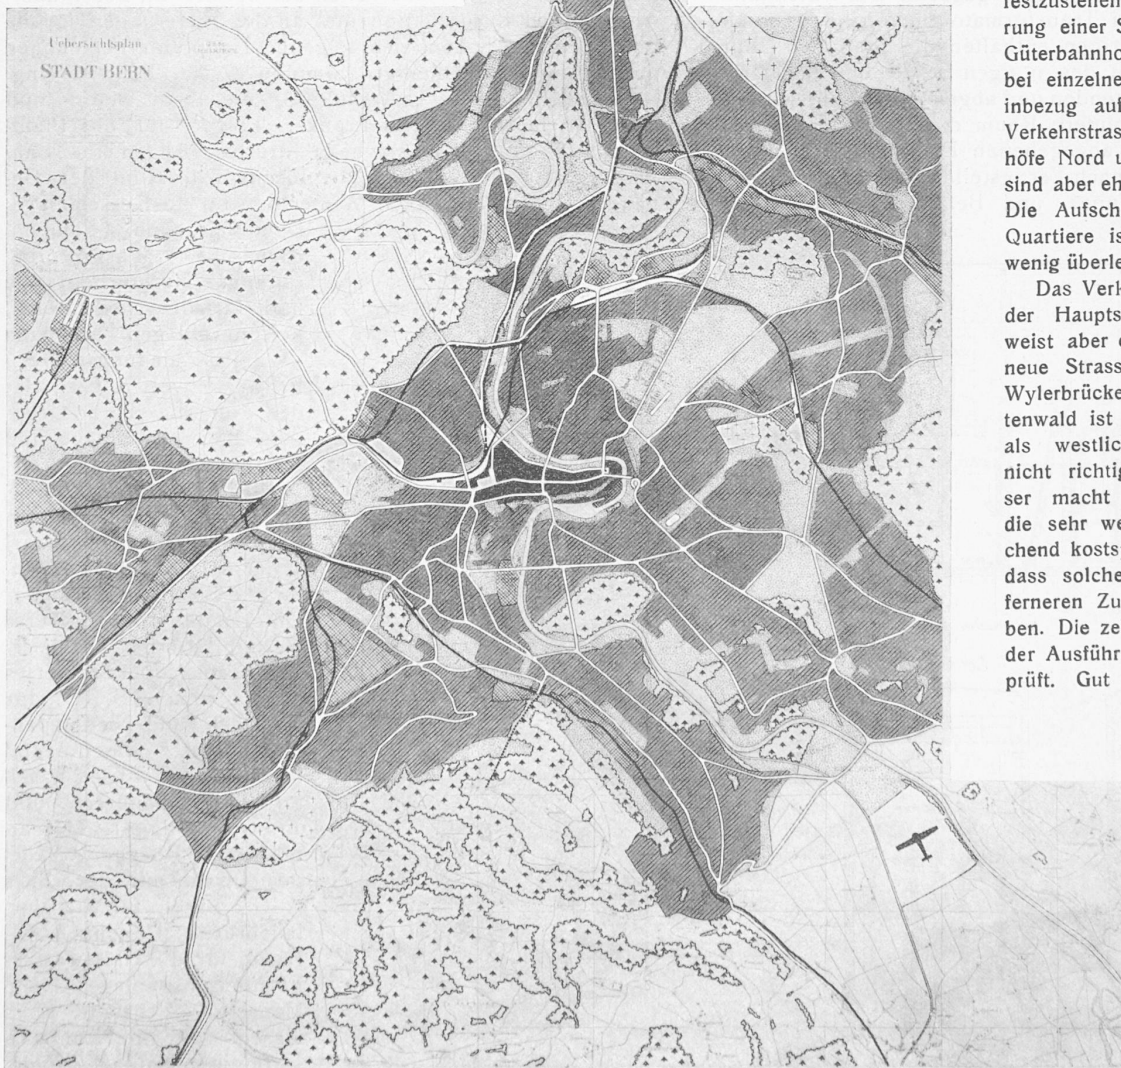 Uebersichtsplan
STADT BERN
festzustellen
rung einer S
Güterbahnho
bei einzelne
inbezug auf
Verkehrstras
höfe Nord u
sind aber eh
Die Aufsch
Quartiere is
wenig überle
Das Verk
der Haupts
weist aber
neue Strass
Wylerbrücke
tenwald ist
als westlic
nicht richtig
ser macht
die sehr we
chend kosts
dass solche
ferneren Zu
ben. Die ze
der Ausführ
prüft. Gut